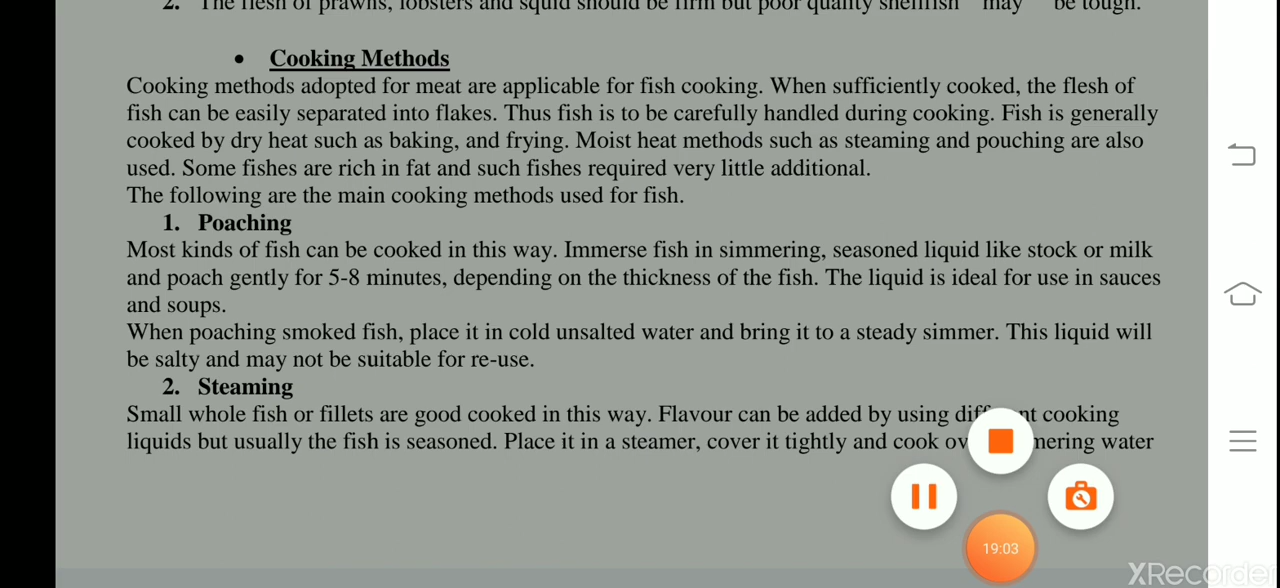 2. The flesh of prawns, lobsters and squid should be firm but poor quality shellfish may be tough.
• Cooking Methods
Cooking methods adopted for meat are applicable for fish cooking. When sufficiently cooked, the flesh of
fish can be easily separated into flakes. Thus fish is to be carefully handled during cooking. Fish is generally
cooked by dry heat such as baking, and frying. Moist heat methods such as steaming and pouching are also
used. Some fishes are rich in fat and such fishes required very little additional.
The following are the main cooking methods used for fish.
1. Poaching
Most kinds of fish can be cooked in this way. Immerse fish in simmering, seasoned liquid like stock or milk
and poach gently for 5-8 minutes, depending on the thickness of the fish. The liquid is ideal for use in sauces
and soups.
When poaching smoked fish, place it in cold unsalted water and bring it to a steady simmer. This liquid will
be salty and may not be suitable for re-use.
2. Steaming
Small whole fish or fillets are good cooked in this way. Flavour can be added by using cooking
liquids but usually the fish is seasoned. Place it in a steamer, cover it tightly and cook water
19:03
XRecorder